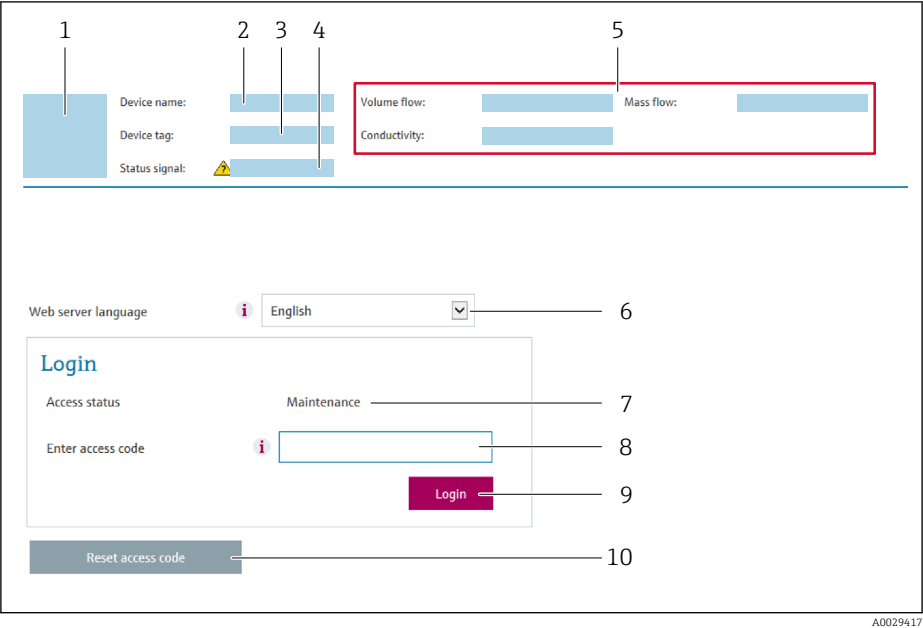 1 2 3 4 5
Device name: Volume flow: Mass flow:
Device tag: Conductivity:
Status signal: ?
Web server language i English 6
Login
Access status Maintenance 7
Enter access code i 8
Login 9
Reset access code 10
A0029417